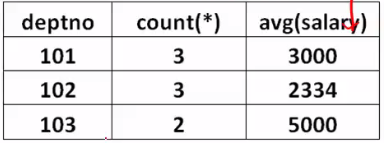 deptno count(*) avg(salary)
101 3 3000
102 3 2334
103 2 5000